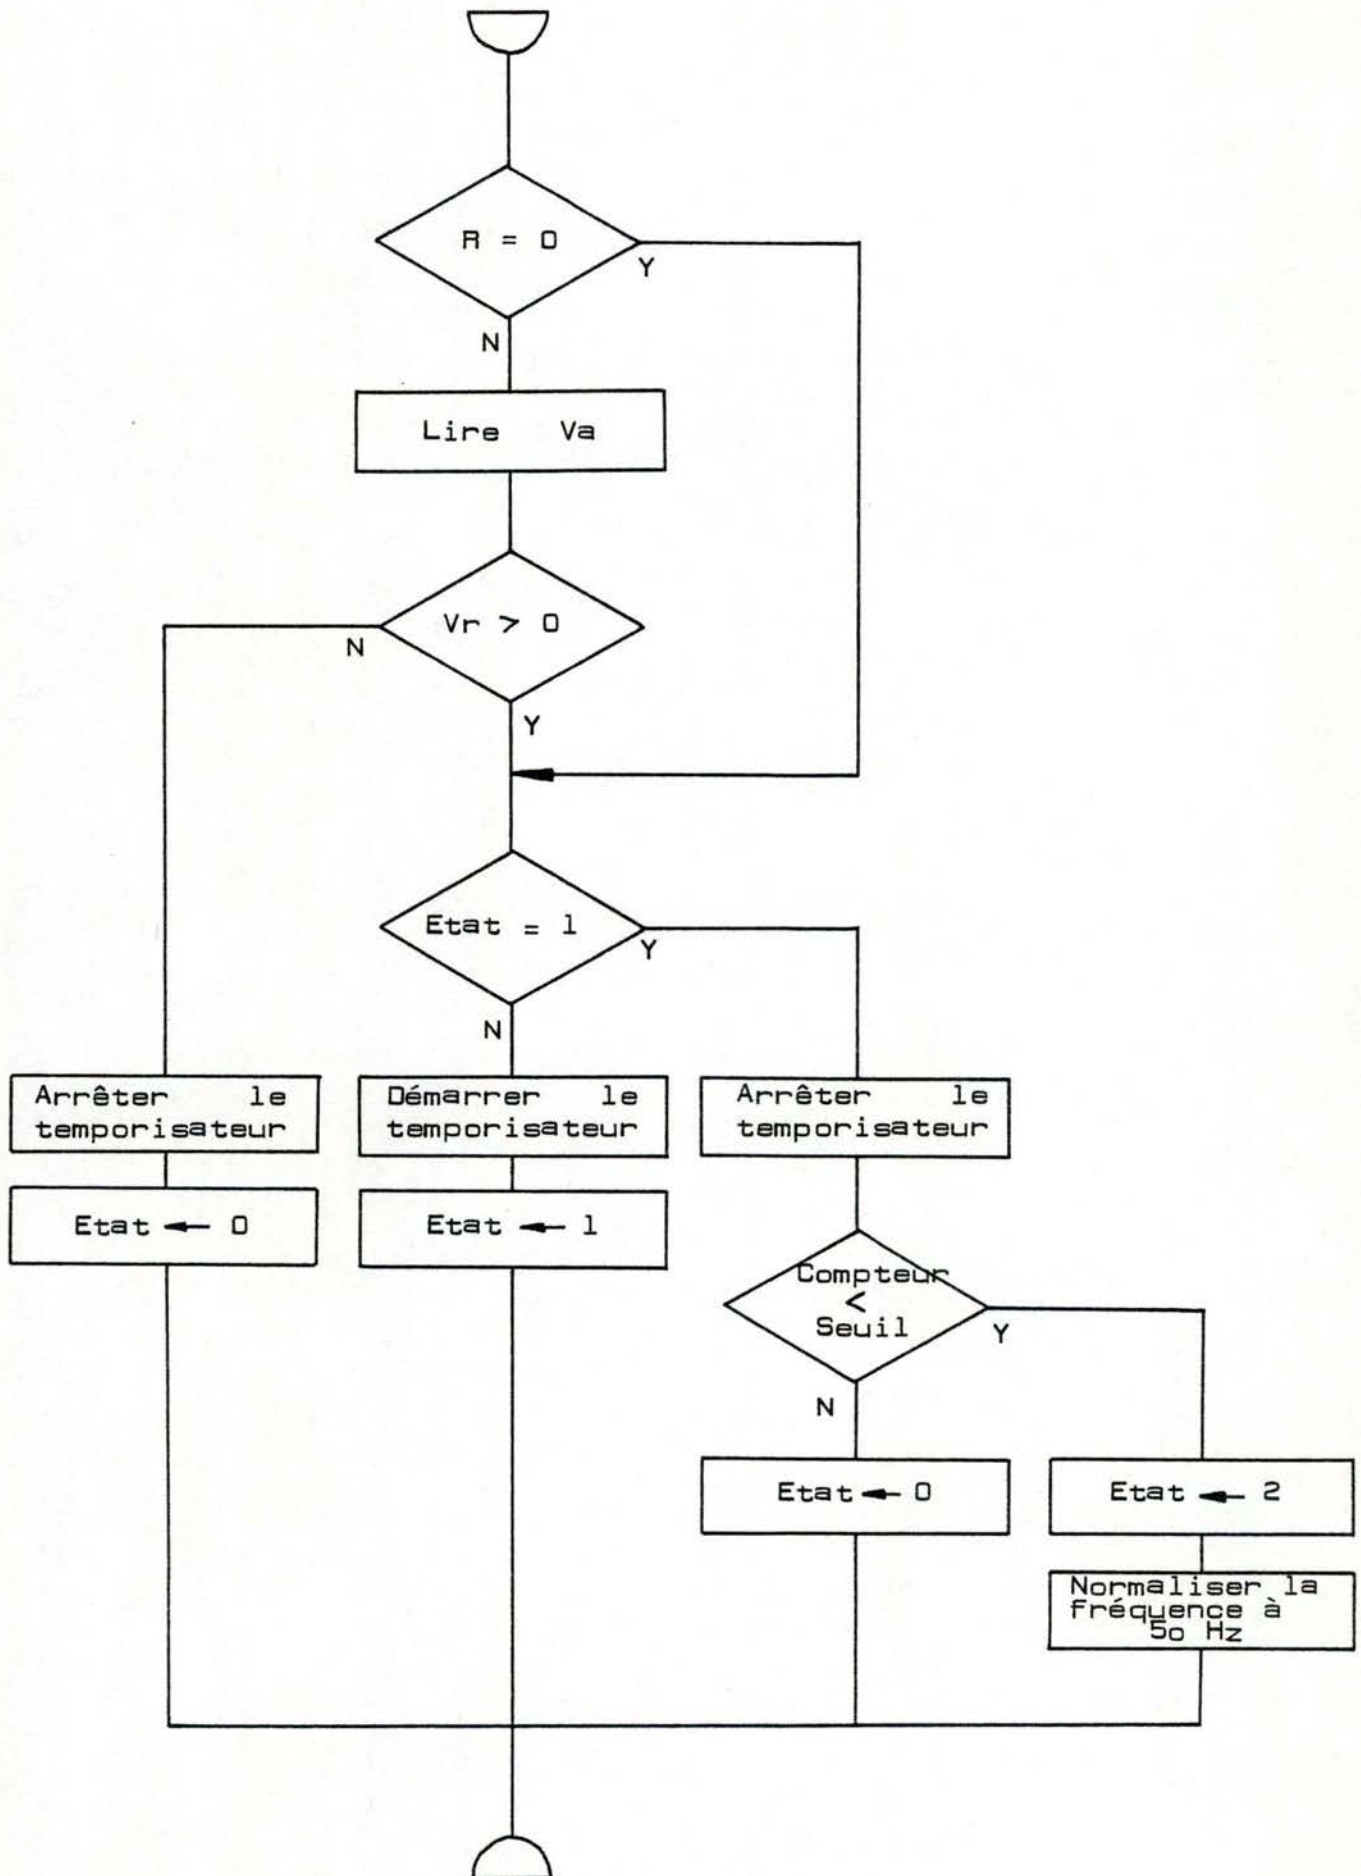 R = 0
Y
N
Lire Va
Vr > 0
N
Y
Etat = 1
Y
N
Arrêter le
temporisateur
Démarrer le
temporisateur
Arrêter le
temporisateur
Etat ← 0
Etat ← 1
Compteur
<
Seuil
Y
N
Etat ← 0
Etat ← 2
Normaliser la
fréquence à
50 Hz